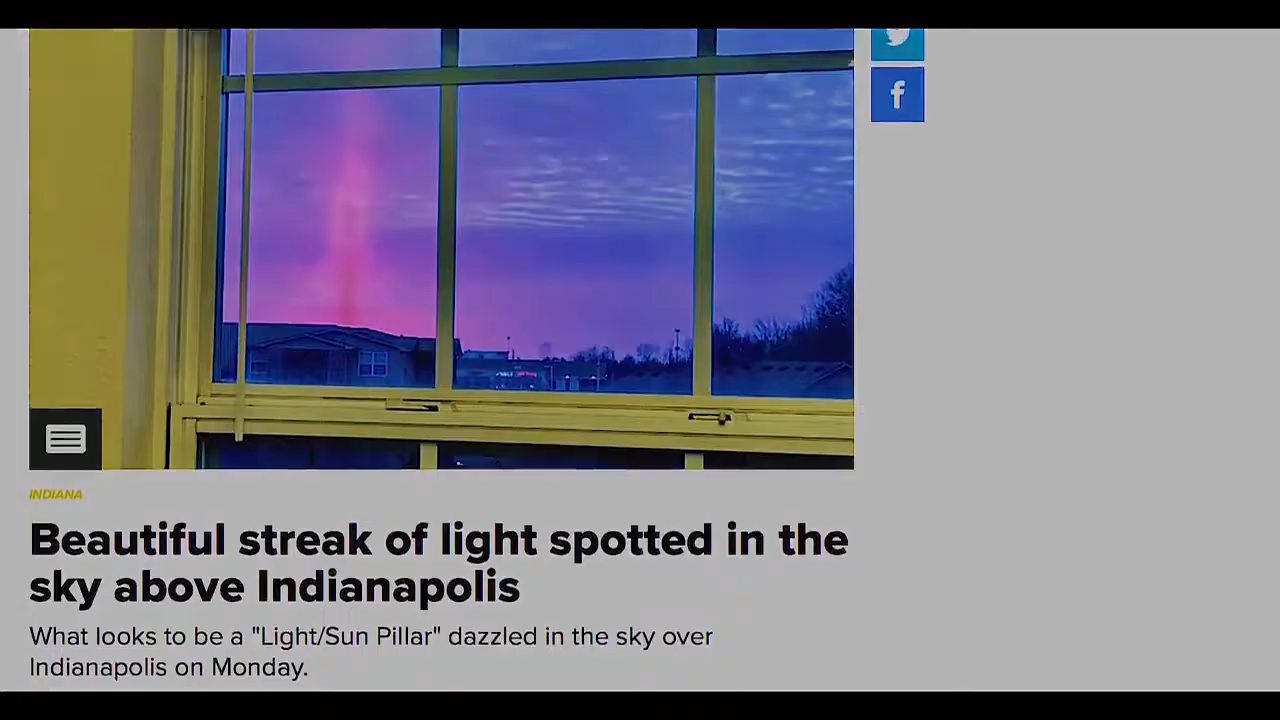 INDIANA
Beautiful streak of light spotted in the
sky above Indianapolis
What looks to be a "Light/Sun Pillar" dazzled in the sky over
Indianapolis on Monday.